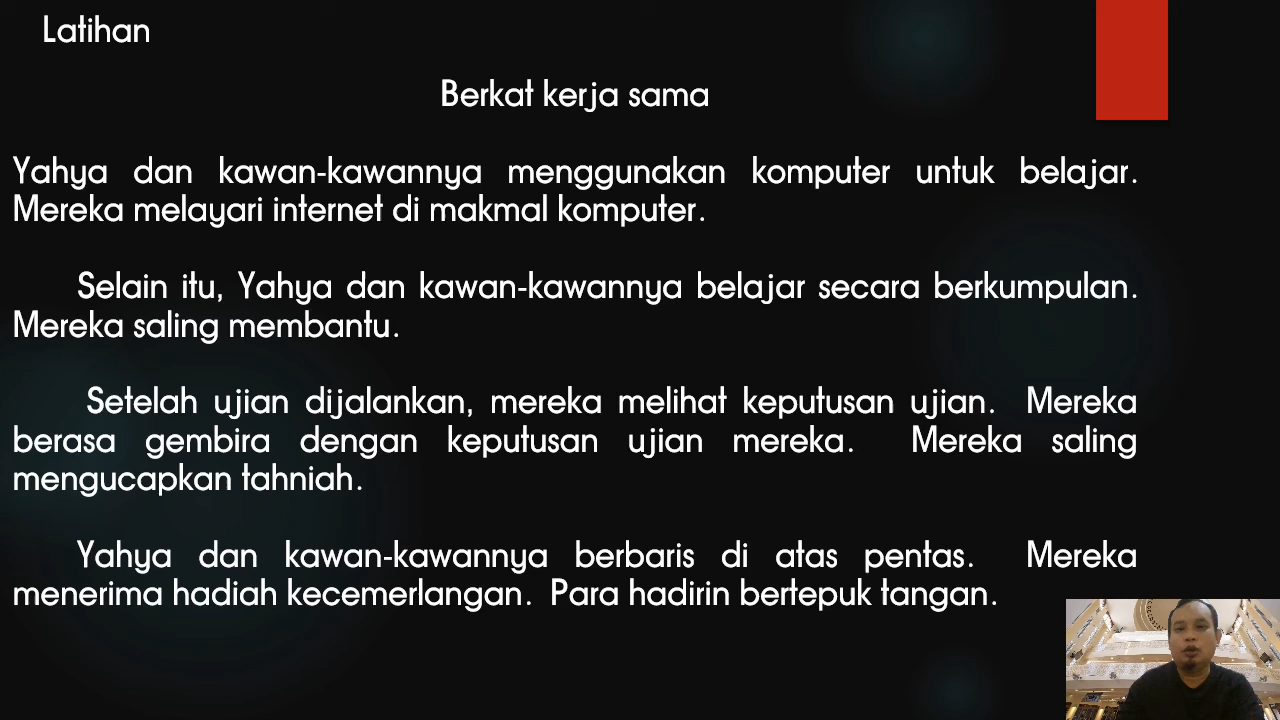 Latihan
Berkat kerja sama
Yahya dan kawan-kawannya menggunakan komputer untuk belajar.
Mereka melayari internet di makmal komputer.
Selain itu, Yahya dan kawan-kawannya belajar secara berkumpulan.
Mereka saling membantu.
Setelah ujian dijalankan, mereka melihat keputusan ujian. Mereka
berasa gembira dengan keputusan ujian mereka. Mereka saling
mengucapkan tahniah.
Yahya dan kawan-kawannya berbaris di atas pentas. Mereka
menerima hadiah kecemerlangan. Para hadirin bertepuk tangan.